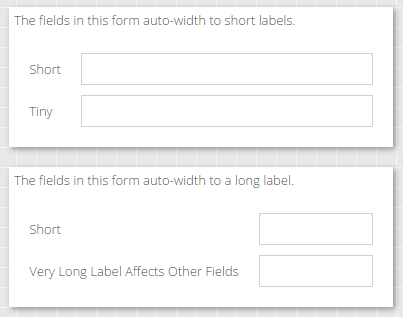 The fields in this form auto-width to short labels.
Short
Tiny
The fields in this form auto-width to a long label.
Short
Very Long Label Affects Other Fields